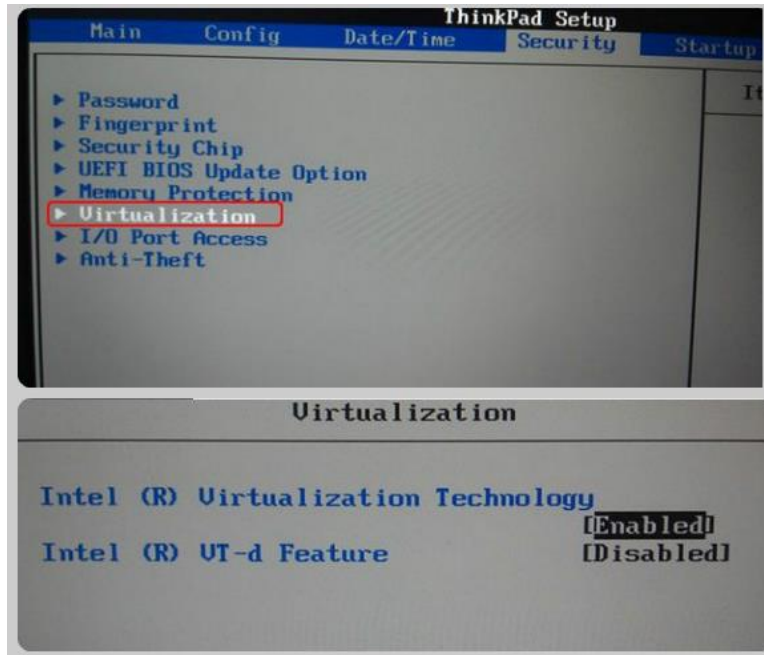 ThinkPad Setup
Main Config Date/Time Security Startup
Password
Fingerprint
Security Chip
UEFI BIOS Update Option
Memory Protection
Virtualization
I/O Port Access
Anti-Theft
Virtualization
Intel (R) Virtualization Technology
[Enabled]
Intel (R) VT-d Feature [Disabled]